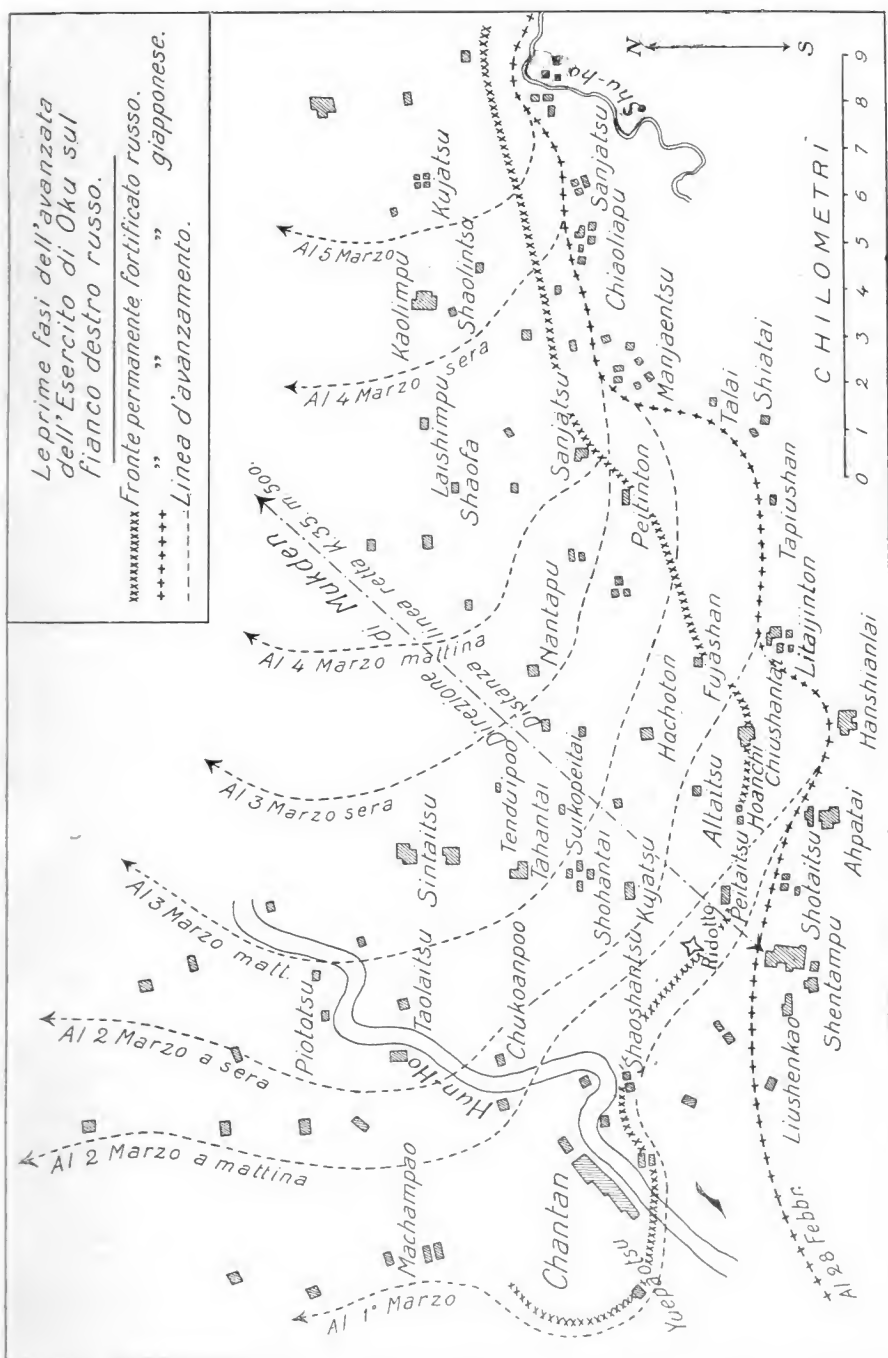 Le prime fasi dell'avanzata
dell'Esercito di Oku sul
fianco destro russo.
xxxxxxxxxxx Fronte permanente fortificato russo.
+++++++ „ „ „ giapponese.
------- Linea d'avanzamento.
Al 1° Marzo
Al 2 Marzo a mattina
Al 2 Marzo a sera
Al 3 Marzo
matt.
Al 3 Marzo sera
Al 4 Marzo mattina
Al 4 Marzo sera
Al 5 Marzo
Direzione di Mukden
Distanza linea retta K. 35. m 500.
Machampao
Piototsu
Taolaitsu
Hun-Ho
Chukoanpoo
Chantan
Yuepaotsu
Shaoshantsu
Sintaitsu
Tenduipoo
Tahantai
Suikopeitai
Shohantai
Kujatsu
Ridotto
Peitaitsu
Altaitsu
Hochoton
Nantapu
Fujashan
Hoanchi
Chiushanlai
Litaijinton
Laishimpu
Shaofa
Sanjatsu
Peitinton
Tapiushan
Kaolimpu
Shaolintso
Kujatsu
Sanjatsu
Chiaoliapu
Manjaentsu
Talai
Shiatai
Shu-ho
Liushenkao
Shentampu
Shotaitsu
Ahpatai
Hanshianlai
Al 28 Febbr.
N
S
0 1 2 3 4 5 6 7 8 9
CHILOMETRI